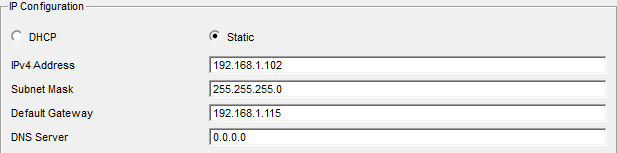 IP Configuration
DHCP Static
IPv4 Address 192.168.1.102
Subnet Mask 255.255.255.0
Default Gateway 192.168.1.115
DNS Server 0.0.0.0